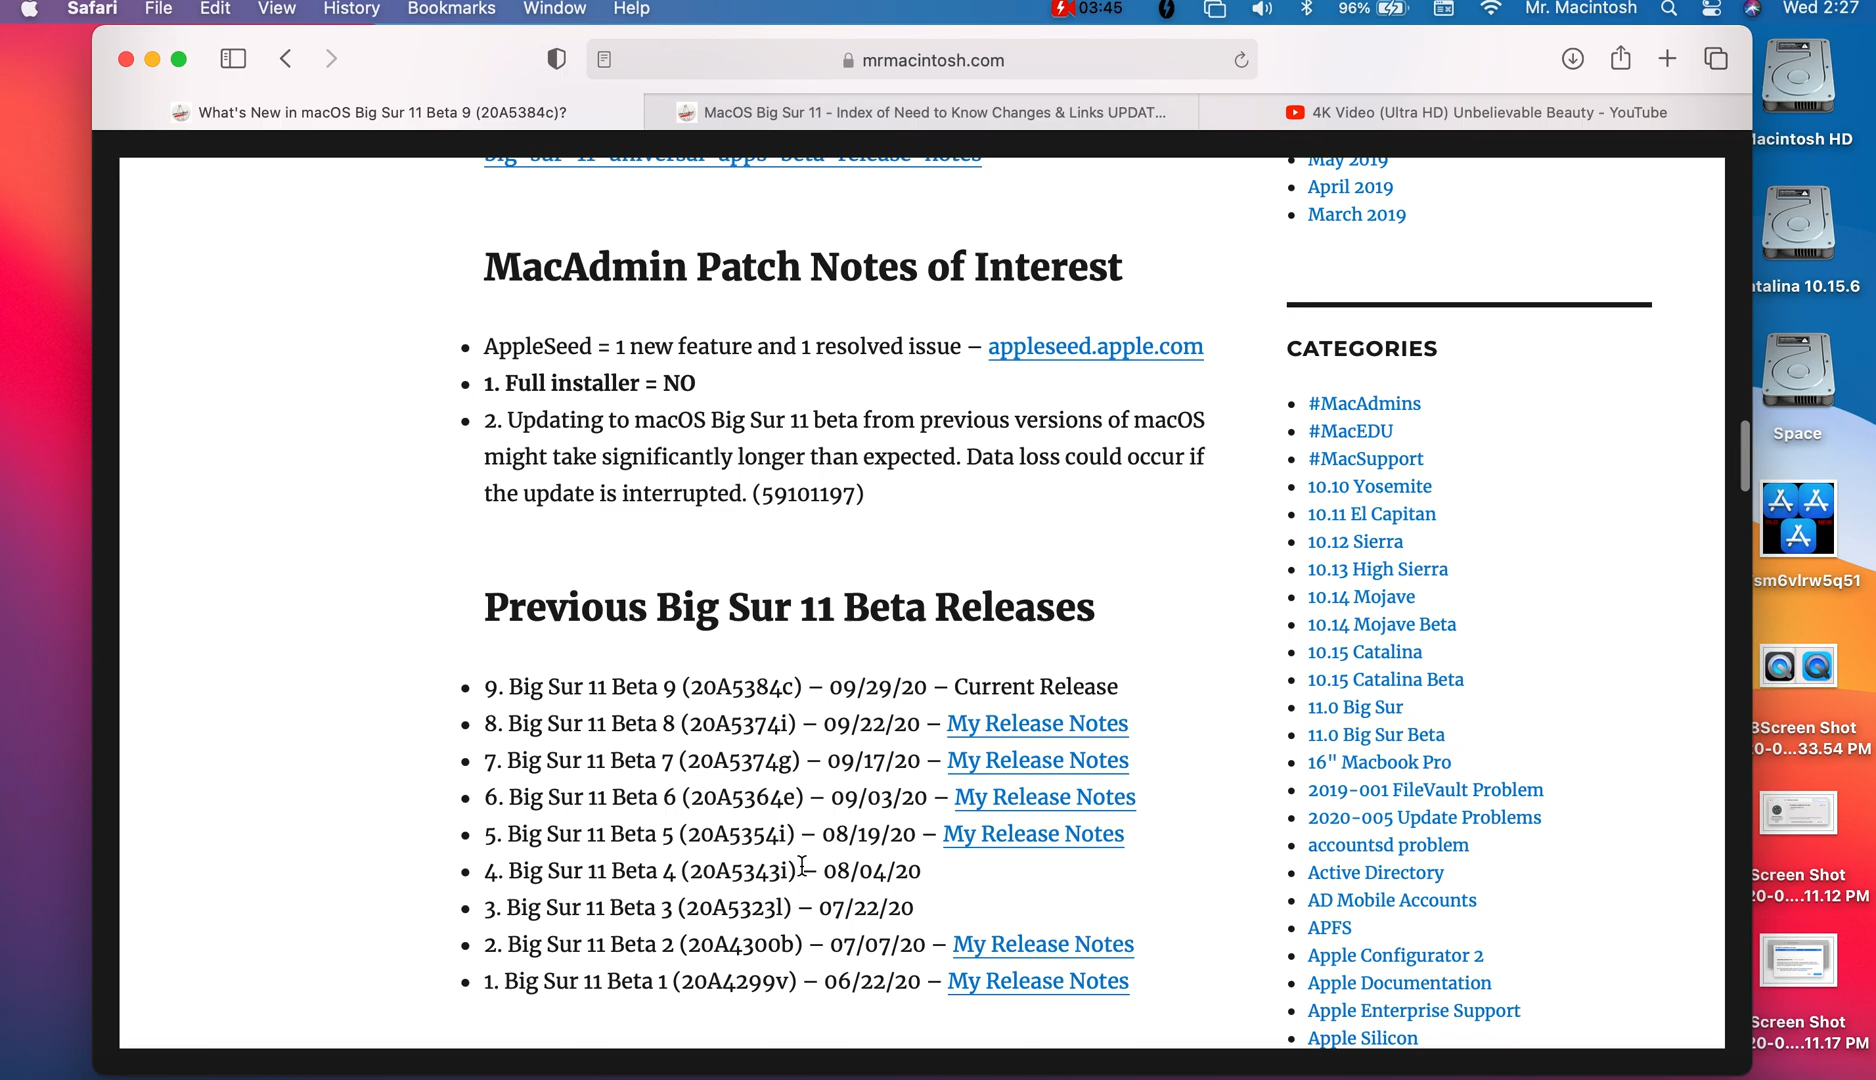 Safari File Edit View History Bookmarks Window Help 03:45 96% Mr. Macintosh Wed 2:27
mrmacintosh.com
What's New in macOS Big Sur 11 Beta 9 (20A5384c)? MacOS Big Sur 11 - Index of Need to Know Changes & Links UPDAT... 4K Video (Ultra HD) Unbelievable Beauty - YouTube
big-sur-11-universal-apps-beta-release-notes
MacAdmin Patch Notes of Interest
AppleSeed = 1 new feature and 1 resolved issue – appleseed.apple.com
1. Full installer = NO
2. Updating to macOS Big Sur 11 beta from previous versions of macOS
might take significantly longer than expected. Data loss could occur if
the update is interrupted. (59101197)
Previous Big Sur 11 Beta Releases
9. Big Sur 11 Beta 9 (20A5384c) – 09/29/20 – Current Release
8. Big Sur 11 Beta 8 (20A5374i) – 09/22/20 – My Release Notes
7. Big Sur 11 Beta 7 (20A5374g) – 09/17/20 – My Release Notes
6. Big Sur 11 Beta 6 (20A5364e) – 09/03/20 – My Release Notes
5. Big Sur 11 Beta 5 (20A5354i) – 08/19/20 – My Release Notes
4. Big Sur 11 Beta 4 (20A5343i) – 08/04/20
3. Big Sur 11 Beta 3 (20A5323l) – 07/22/20
2. Big Sur 11 Beta 2 (20A4300b) – 07/07/20 – My Release Notes
1. Big Sur 11 Beta 1 (20A4299v) – 06/22/20 – My Release Notes
May 2019
April 2019
March 2019
CATEGORIES
#MacAdmins
#MacEDU
#MacSupport
10.10 Yosemite
10.11 El Capitan
10.12 Sierra
10.13 High Sierra
10.14 Mojave
10.14 Mojave Beta
10.15 Catalina
10.15 Catalina Beta
11.0 Big Sur
11.0 Big Sur Beta
16" Macbook Pro
2019-001 FileVault Problem
2020-005 Update Problems
accountsd problem
Active Directory
AD Mobile Accounts
APFS
Apple Configurator 2
Apple Documentation
Apple Enterprise Support
Apple Silicon
acintosh HD
atalina 10.15.6
Space
sm6vlrw5q51
Screen Shot
0-0...33.54 PM
Screen Shot
20-0....11.12 PM
Screen Shot
20-0....11.17 PM